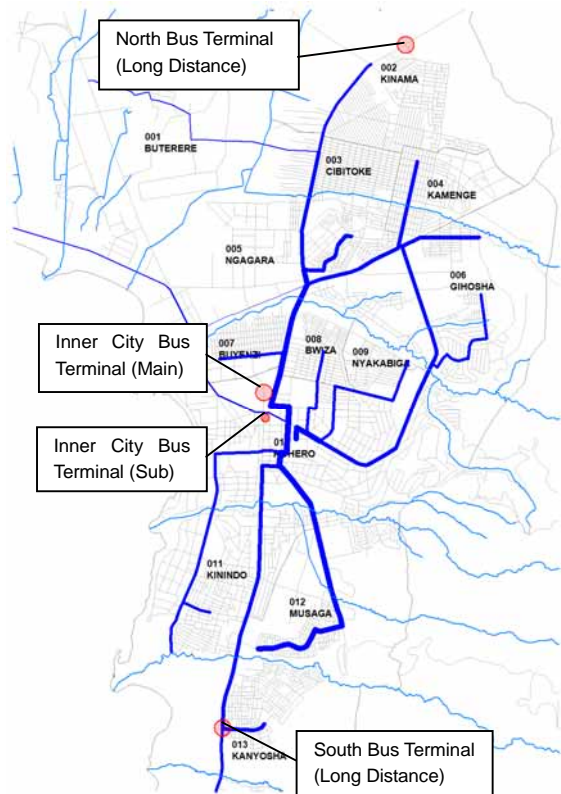 North Bus Terminal
(Long Distance)
002
KINAMA
001
BUTERERE
003
CIBITOKE
004
KAMENGE
005
NGAGARA
006
GIHOSHA
Inner City Bus
Terminal (Main)
007
BUYENZI
008
BWIZA
009
NYAKABIGA
Inner City Bus
Terminal (Sub)
011
KININDO
012
MUSAGA
013
KANYOSHA
South Bus Terminal
(Long Distance)